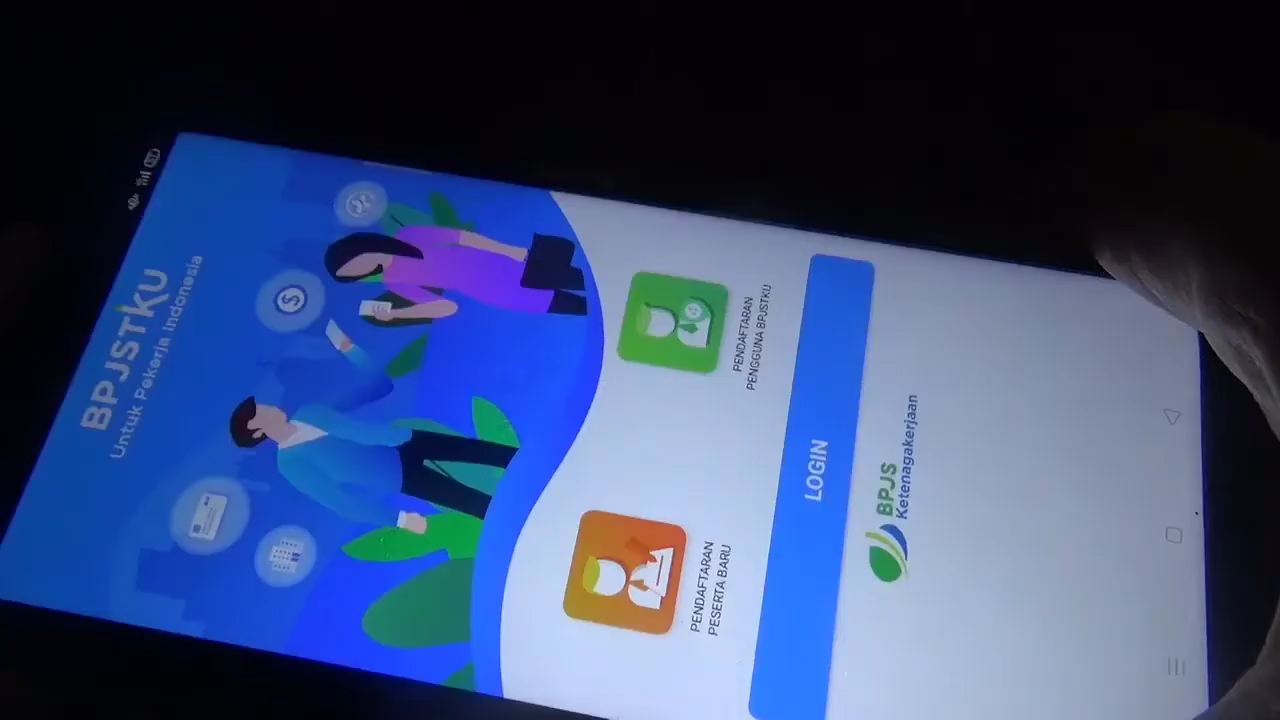 BPJSTKU
Untuk Pekerja Indonesia
PENDAFTARAN
PESERTA BARU
PENDAFTARAN
PENGGUNA BPJSTKU
LOGIN
BPJS
Ketenagakerjaan